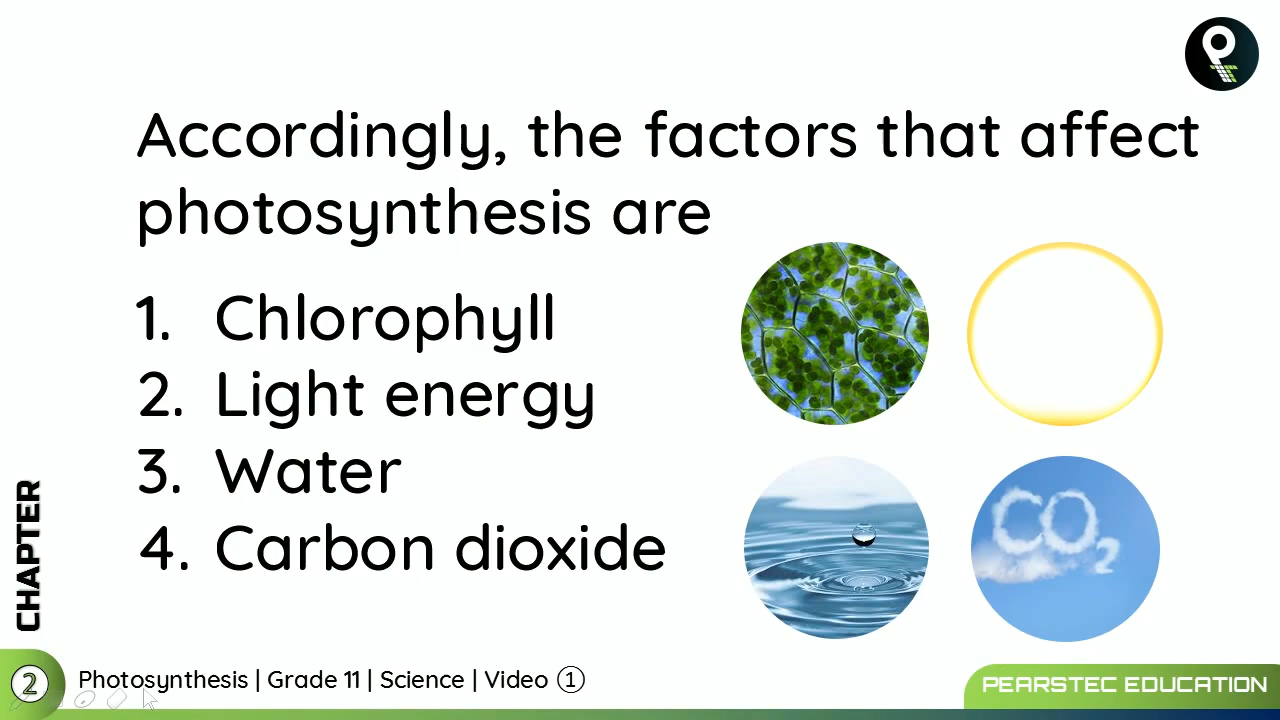 Accordingly, the factors that affect
photosynthesis are
1. Chlorophyll
2. Light energy
3. Water
4. Carbon dioxide
CO2
CHAPTER
2
Photosynthesis | Grade 11 | Science | Video ①
PEARSTEC EDUCATION